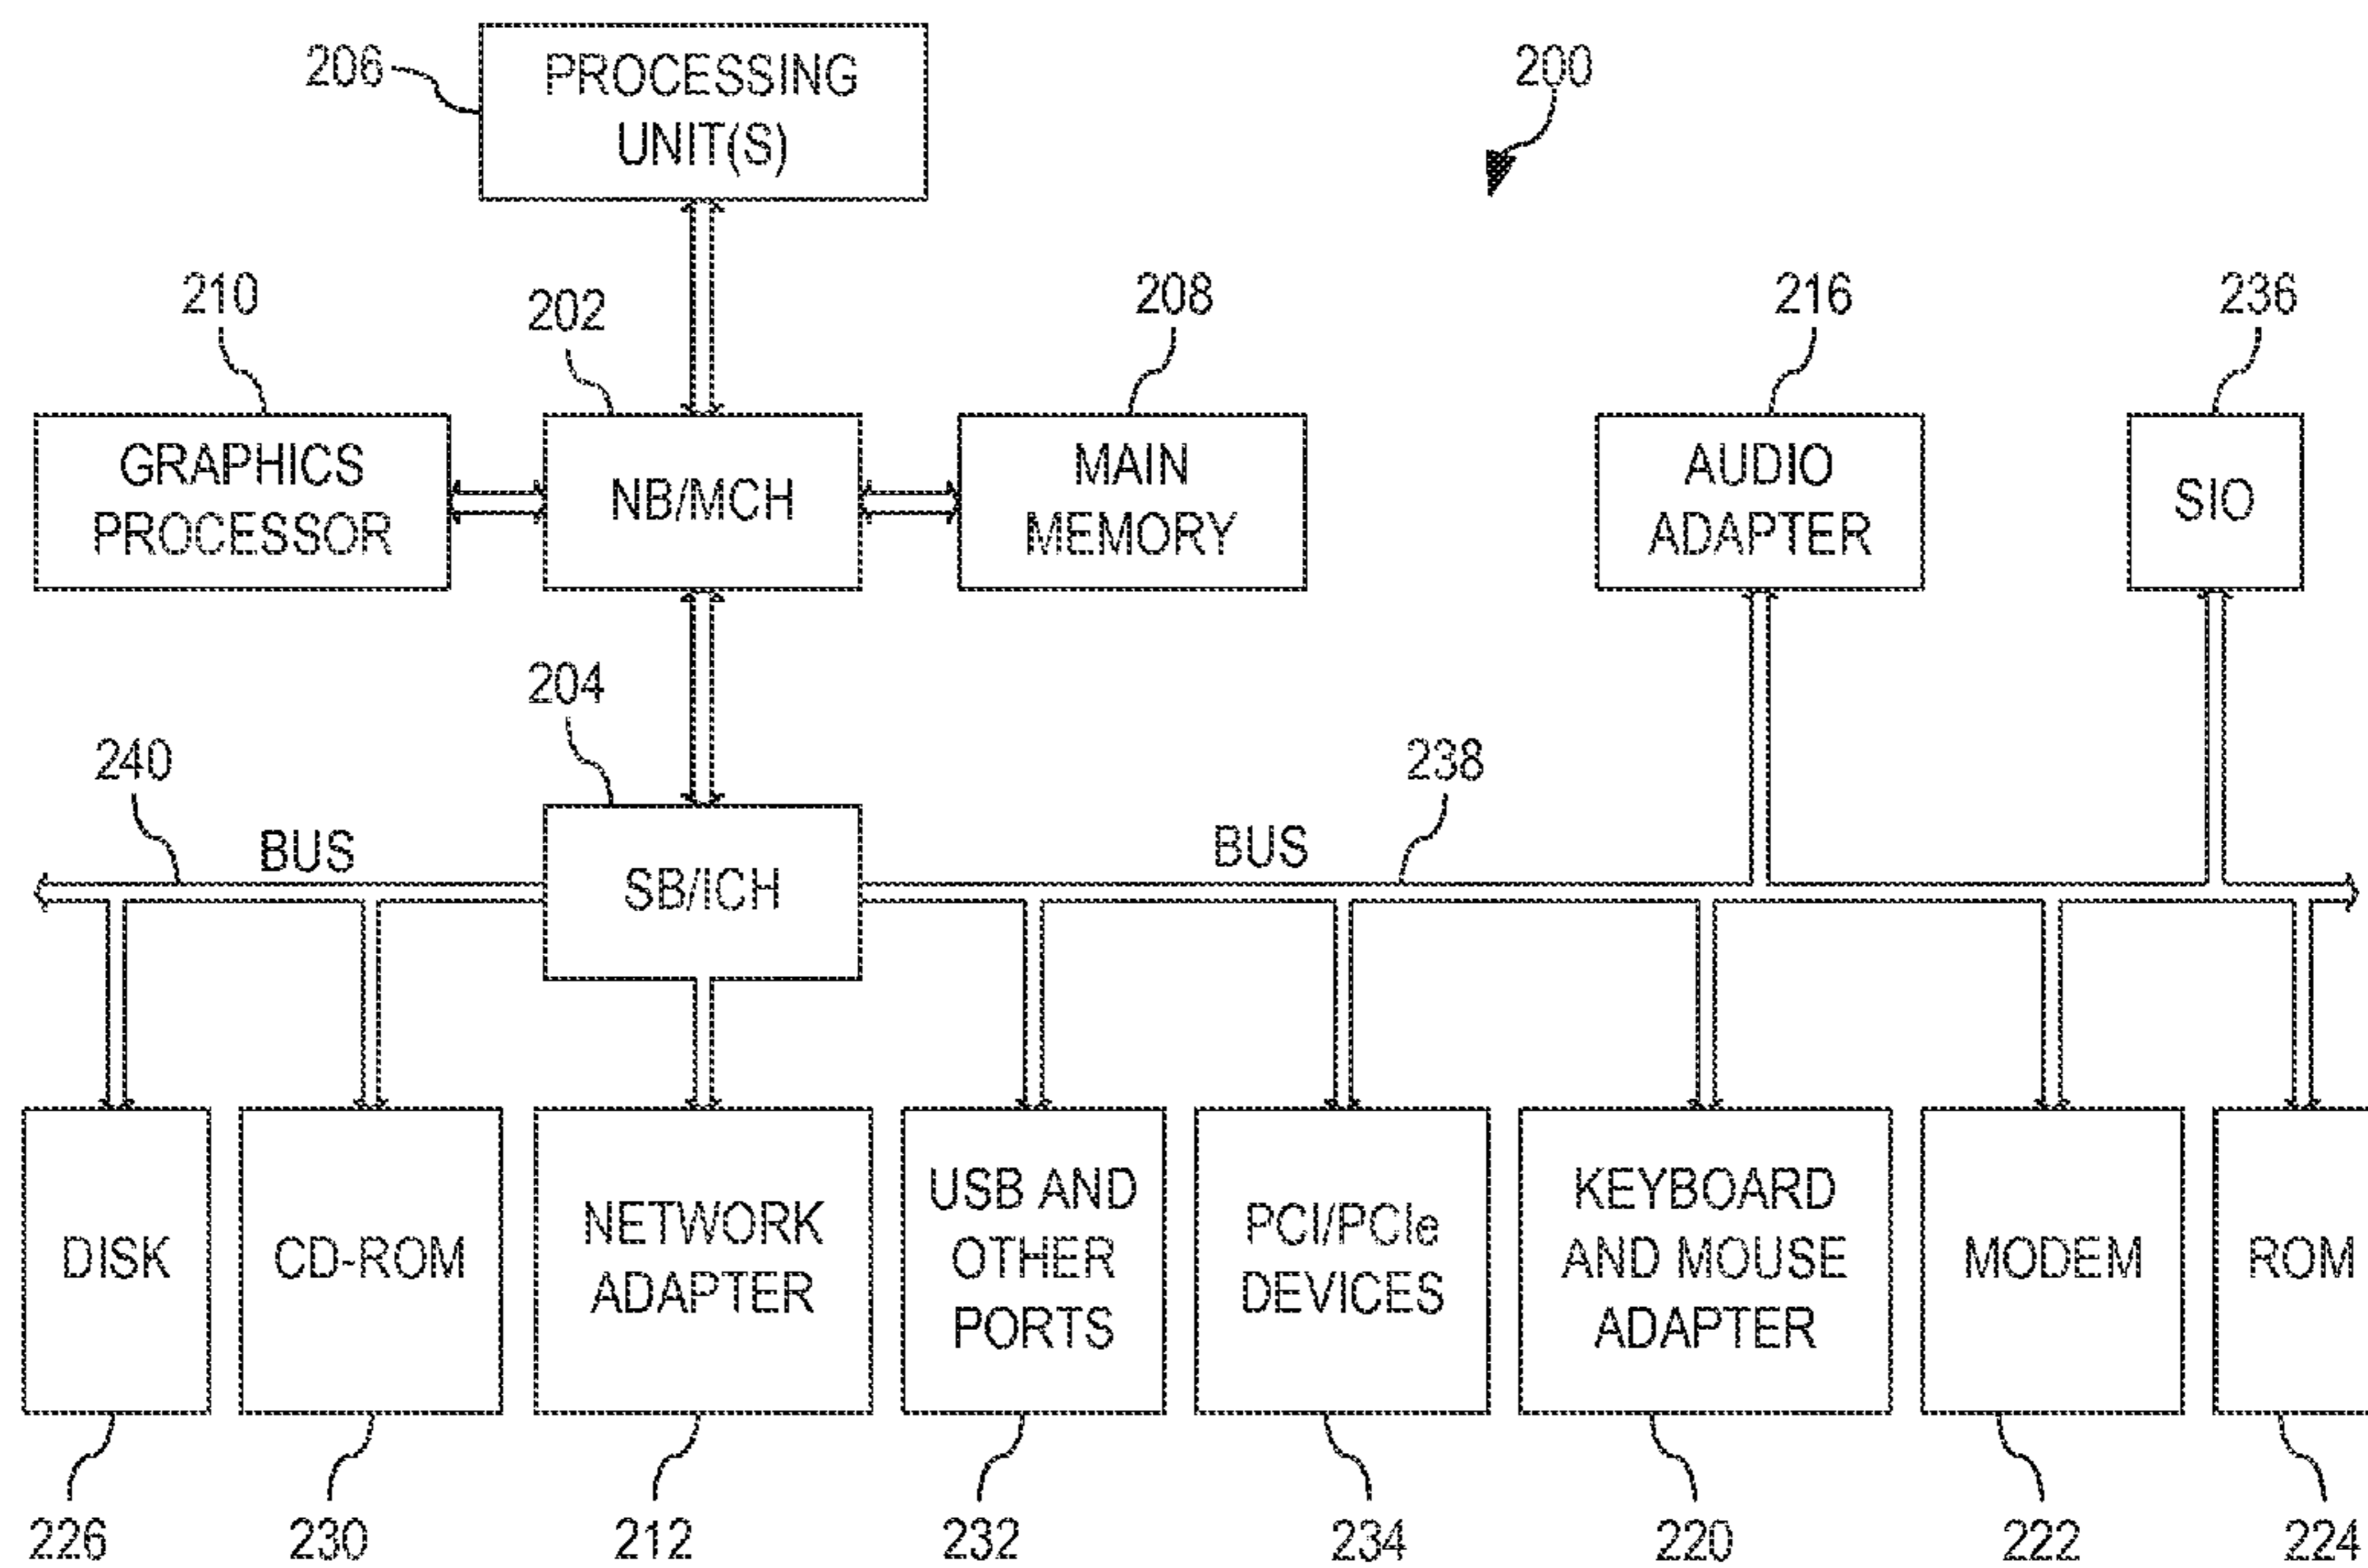 206
PROCESSING
UNIT(S)
200
210
202
208
216
236
GRAPHICS
PROCESSOR
NB/MCH
MAIN
MEMORY
AUDIO
ADAPTER
SIO
204
240
238
BUS
BUS
SB/ICH
DISK
CD-ROM
NETWORK
ADAPTER
USB AND
OTHER
PORTS
PCI/PCIe
DEVICES
KEYBOARD
AND MOUSE
ADAPTER
MODEM
ROM
226
230
212
232
234
220
222
224